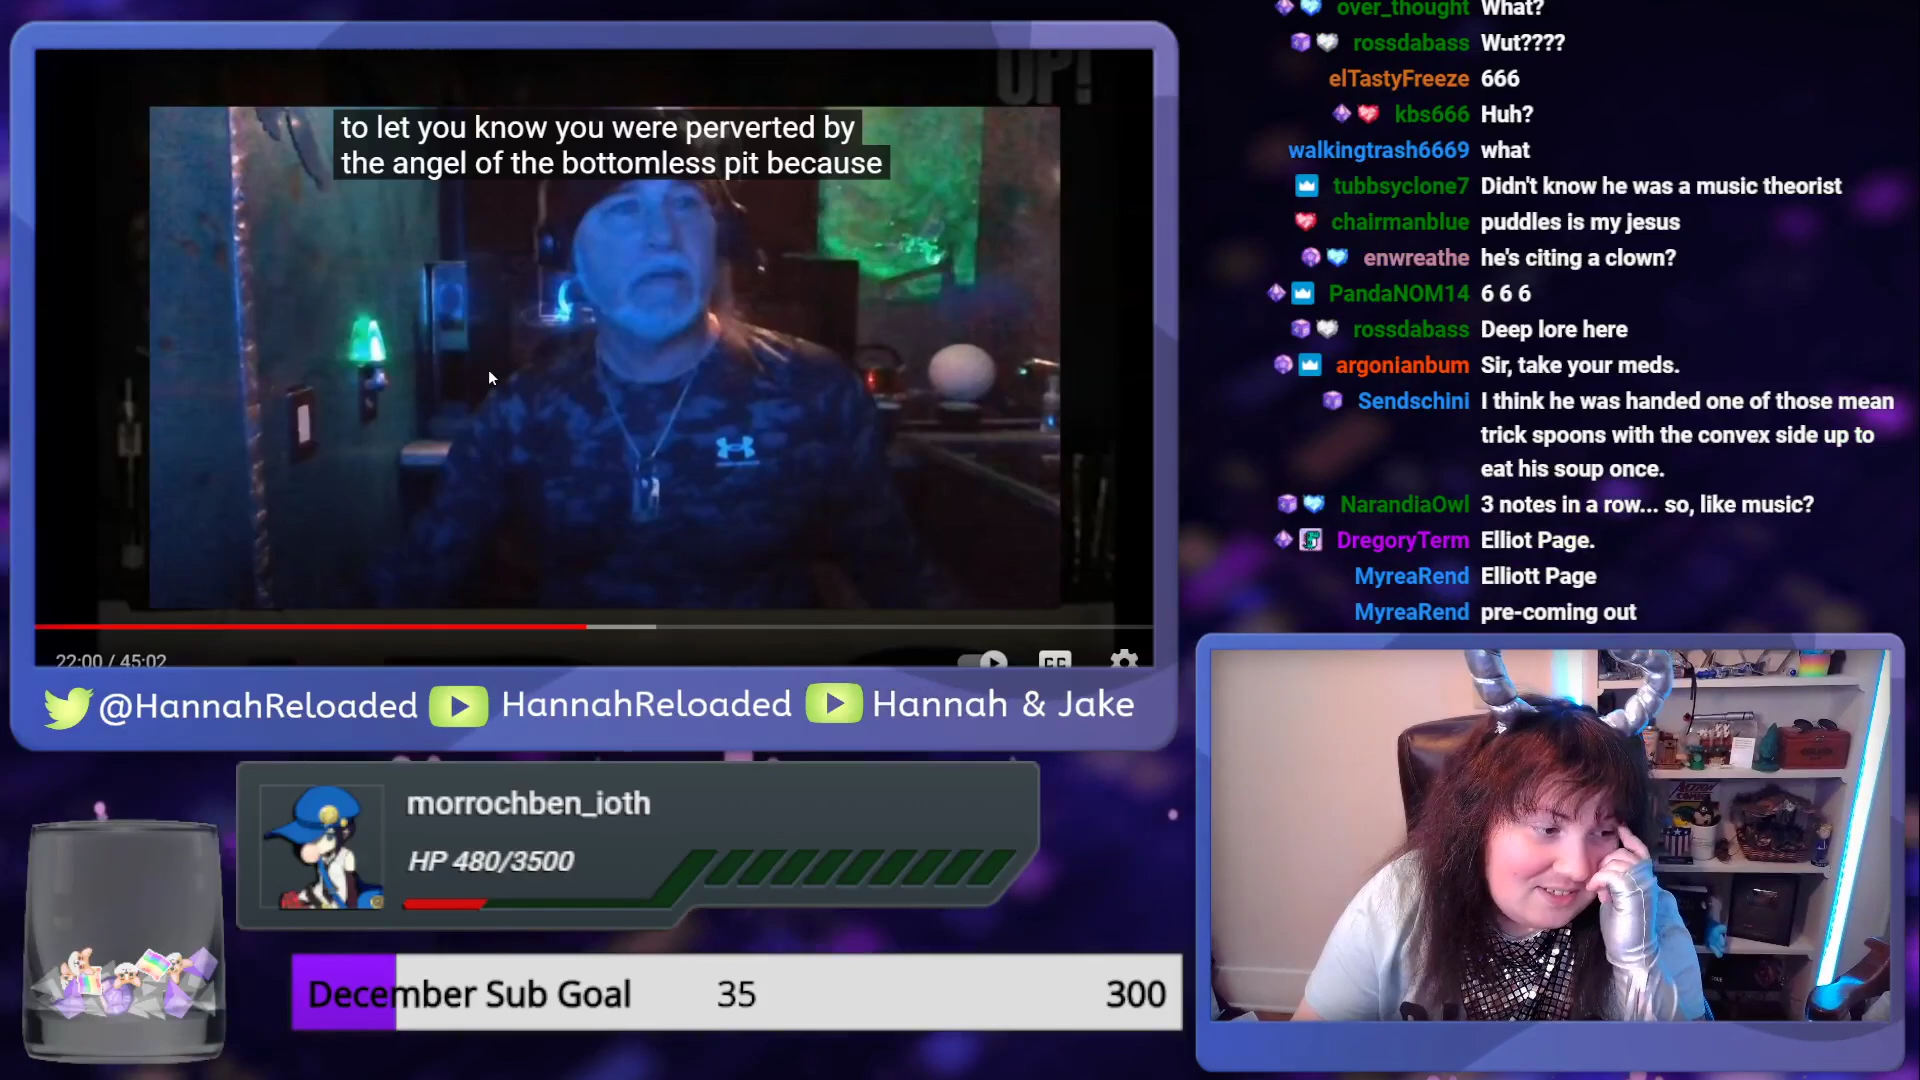 UP!
to let you know you were perverted by
the angel of the bottomless pit because
22:00 / 45:02
CC
@HannahReloaded
HannahReloaded
Hannah & Jake
morrochben_ioth
HP 480/3500
December Sub Goal 35 300
over_thought What?
rossdabass Wut????
elTastyFreeze 666
kbs666 Huh?
walkingtrash6669 what
tubbsyclone7 Didn't know he was a music theorist
chairmanblue puddles is my jesus
enwreathe he's citing a clown?
PandaNOM14 6 6 6
rossdabass Deep lore here
argonianbum Sir, take your meds.
Sendschini I think he was handed one of those mean
trick spoons with the convex side up to
eat his soup once.
NarandiaOwl 3 notes in a row... so, like music?
DregoryTerm Elliot Page.
MyreaRend Elliott Page
MyreaRend pre-coming out
ACTION
COMICS